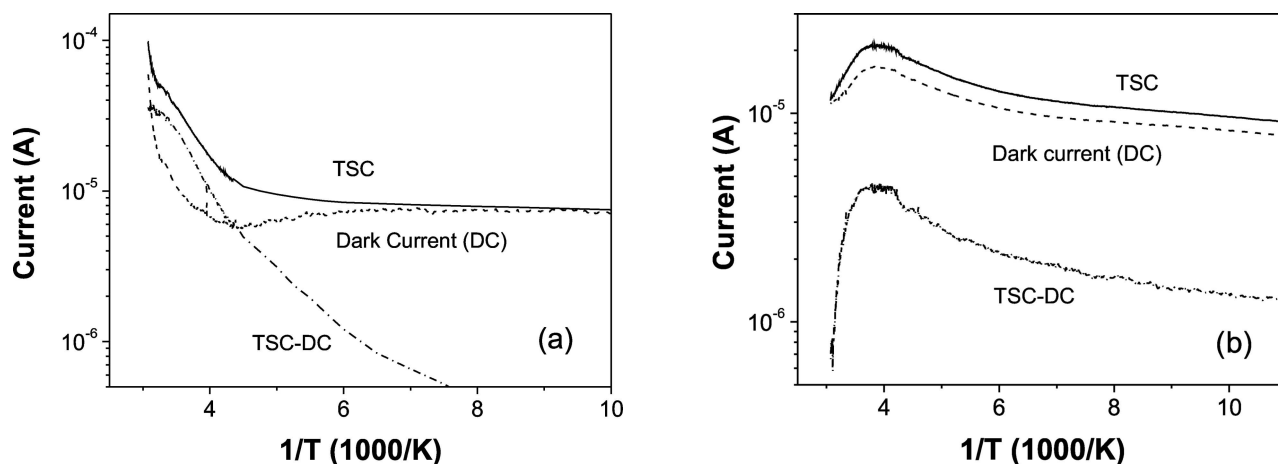 10⁻⁴
10⁻⁵
10⁻⁶
Current (A)
TSC
Dark Current (DC)
TSC-DC
(a)
4 6 8 10
1/T (1000/K)
10⁻⁵
10⁻⁶
Current (A)
TSC
Dark current (DC)
TSC-DC
(b)
4 6 8 10
1/T (1000/K)